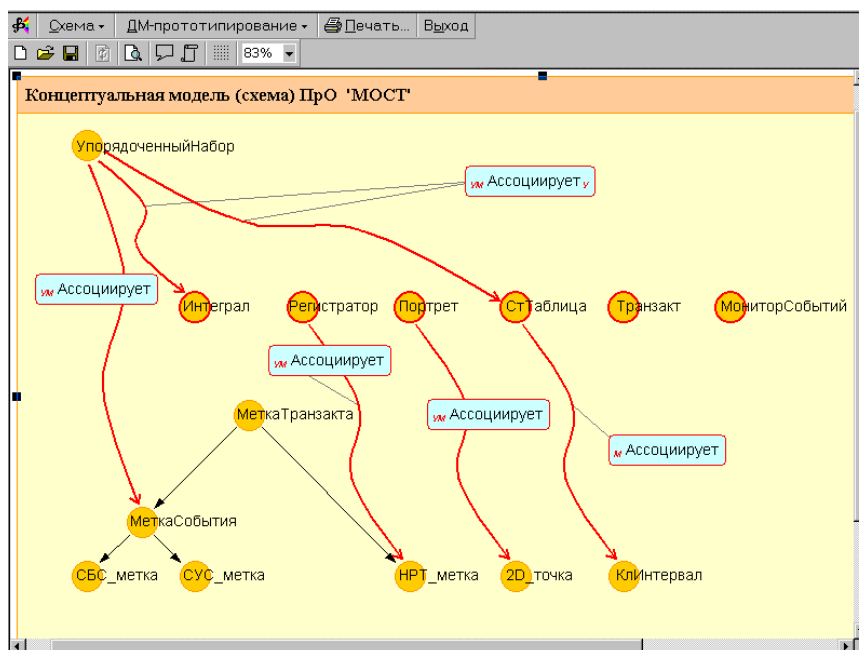 Схема ДМ-прототипирование Печать... Выход
83%
Концептуальная модель (схема) ПрО 'МОСТ'
УпорядоченныйНабор
ум Ассоциирует у
ум Ассоциирует
Интеграл Регистратор Портрет СтТаблица Транзакт МониторСобытий
ум Ассоциирует
МеткаТранзакта
ум Ассоциирует
м Ассоциирует
МеткаСобытия
СБС_метка СУС_метка НРТ_метка 2D_точка КлИнтервал